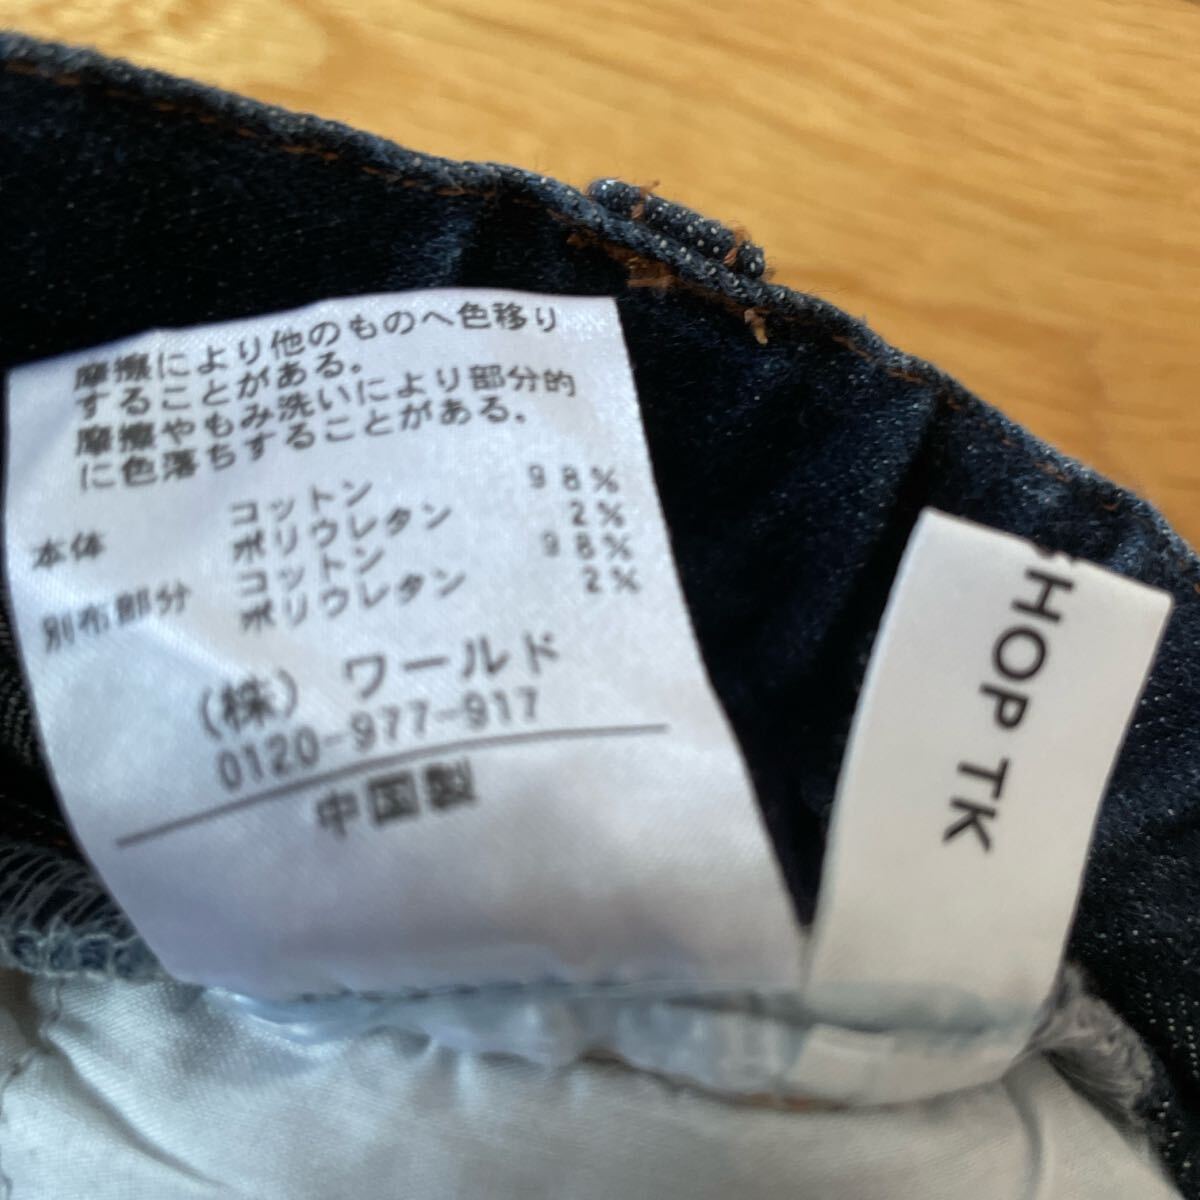 摩擦により他のものへ色移り
することがある。
摩擦やもみ洗いにより部分的
に色落ちすることがある。
本体 コットン 98%
ポリウレタン 2%
別布部分 コットン 98%
ポリウレタン 2%
(株) ワールド
0120-977-917
中国製
HOP TK